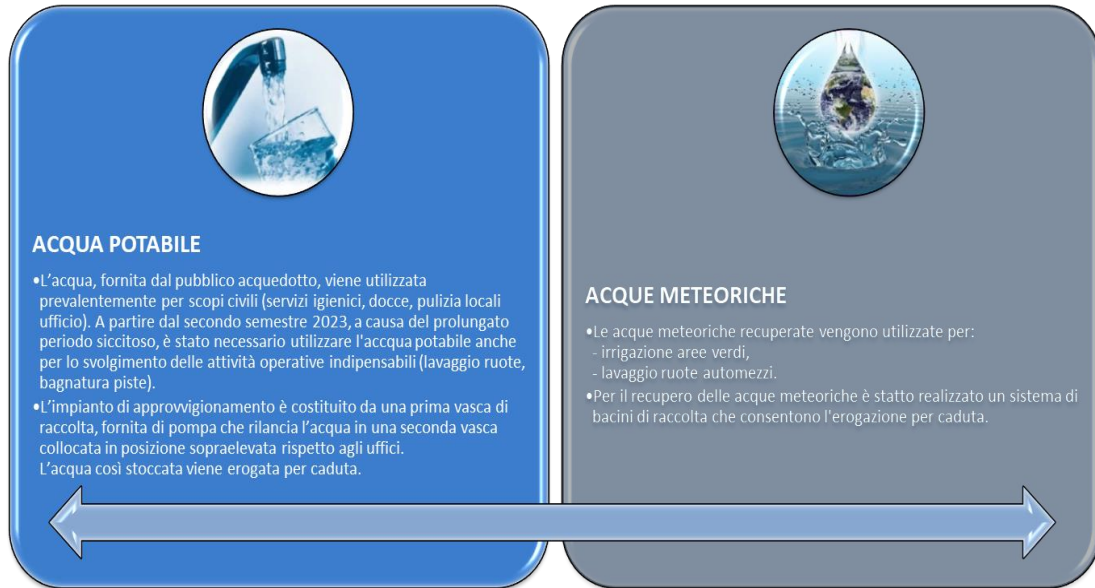 ACQUA POTABILE
•L'acqua, fornita dal pubblico acquedotto, viene utilizzata
prevalentemente per scopi civili (servizi igienici, docce, pulizia locali
ufficio). A partire dal secondo semestre 2023, a causa del prolungato
periodo siccitoso, è stato necessario utilizzare l'accqua potabile anche
per lo svolgimento delle attività operative indipensabili (lavaggio ruote,
bagnatura piste).
•L'impianto di approvvigionamento è costituito da una prima vasca di
raccolta, fornita di pompa che rilancia l'acqua in una seconda vasca
collocata in posizione sopraelevata rispetto agli uffici.
L'acqua così stoccata viene erogata per caduta.
ACQUE METEORICHE
•Le acque meteoriche recuperate vengono utilizzate per:
- irrigazione aree verdi,
- lavaggio ruote automezzi.
•Per il recupero delle acque meteoriche è statto realizzato un sistema di
bacini di raccolta che consentono l'erogazione per caduta.